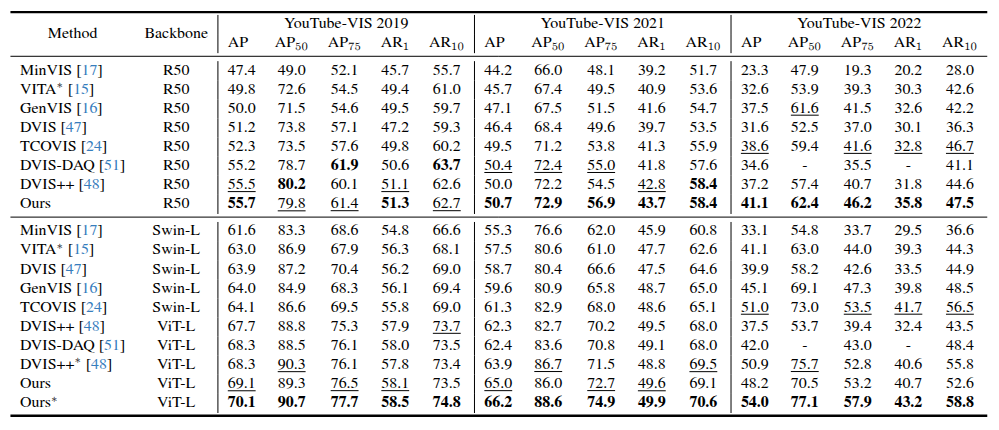 Method Backbone YouTube-VIS 2019 YouTube-VIS 2021 YouTube-VIS 2022
AP AP50 AP75 AR1 AR10 AP AP50 AP75 AR1 AR10 AP AP50 AP75 AR1 AR10
MinVIS [17] R50 47.4 49.0 52.1 45.7 55.7 44.2 66.0 48.1 39.2 51.7 23.3 47.9 19.3 20.2 28.0
VITA* [15] R50 49.8 72.6 54.5 49.4 61.0 45.7 67.4 49.5 40.9 53.6 32.6 53.9 39.3 30.3 42.6
GenVIS [16] R50 50.0 71.5 54.6 49.5 59.7 47.1 67.5 51.5 41.6 54.7 37.5 61.6 41.5 32.6 42.2
DVIS [47] R50 51.2 73.8 57.1 47.2 59.3 46.4 68.4 49.6 39.7 53.5 31.6 52.5 37.0 30.1 36.3
TCOVIS [24] R50 52.3 73.5 57.6 49.8 60.2 49.5 71.2 53.8 41.3 55.9 38.6 59.4 41.6 32.8 46.7
DVIS-DAQ [51] R50 55.2 78.7 61.9 50.6 63.7 50.4 72.4 55.0 41.8 57.6 34.6 - 35.5 - 41.1
DVIS++ [48] R50 55.5 80.2 60.1 51.1 62.6 50.0 72.2 54.5 42.8 58.4 37.2 57.4 40.7 31.8 44.6
Ours R50 55.7 79.8 61.4 51.3 62.7 50.7 72.9 56.9 43.7 58.4 41.1 62.4 46.2 35.8 47.5
MinVIS [17] Swin-L 61.6 83.3 68.6 54.8 66.6 55.3 76.6 62.0 45.9 60.8 33.1 54.8 33.7 29.5 36.6
VITA* [15] Swin-L 63.0 86.9 67.9 56.3 68.1 57.5 80.6 61.0 47.7 62.6 41.1 63.0 44.0 39.3 44.3
DVIS [47] Swin-L 63.9 87.2 70.4 56.2 69.0 58.7 80.4 66.6 47.5 64.6 39.9 58.2 42.6 33.5 44.9
GenVIS [16] Swin-L 64.0 84.9 68.3 56.1 69.4 59.6 80.9 65.8 48.7 65.0 45.1 69.1 47.3 39.8 48.5
TCOVIS [24] Swin-L 64.1 86.6 69.5 55.8 69.0 61.3 82.9 68.0 48.6 65.1 51.0 73.0 53.5 41.7 56.5
DVIS++ [48] ViT-L 67.7 88.8 75.3 57.9 73.7 62.3 82.7 70.2 49.5 68.0 37.5 53.7 39.4 32.4 43.5
DVIS-DAQ [51] ViT-L 68.3 88.5 76.1 58.0 73.5 62.4 83.6 70.8 49.1 68.0 42.0 - 43.0 - 48.4
DVIS++* [48] ViT-L 68.3 90.3 76.1 57.8 73.4 63.9 86.7 71.5 48.8 69.5 50.9 75.7 52.8 40.6 55.8
Ours ViT-L 69.1 89.3 76.5 58.1 73.5 65.0 86.0 72.7 49.6 69.1 48.2 70.5 53.2 40.7 52.6
Ours* ViT-L 70.1 90.7 77.7 58.5 74.8 66.2 88.6 74.9 49.9 70.6 54.0 77.1 57.9 43.2 58.8